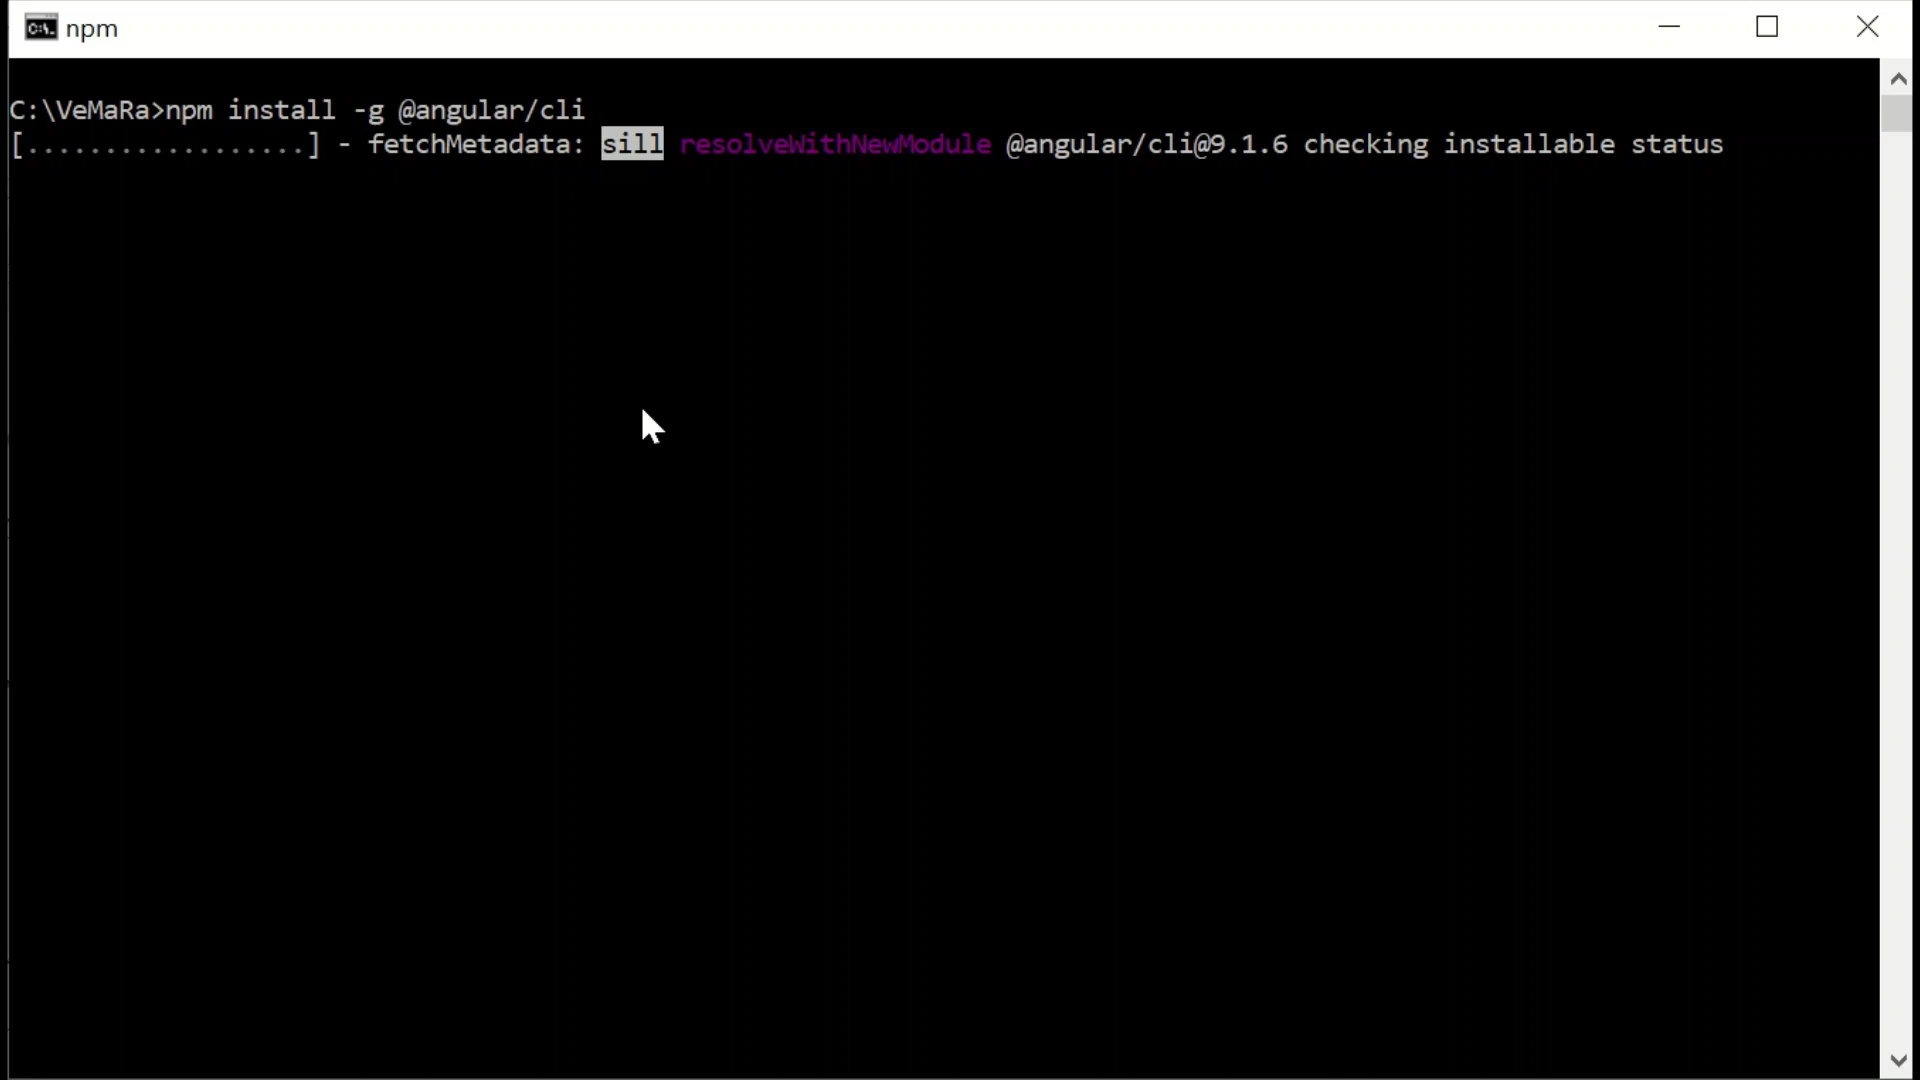 npm
C:\VeMaRa>npm install -g @angular/cli
[..................] - fetchMetadata: sill resolveWithNewModule @angular/cli@9.1.6 checking installable status